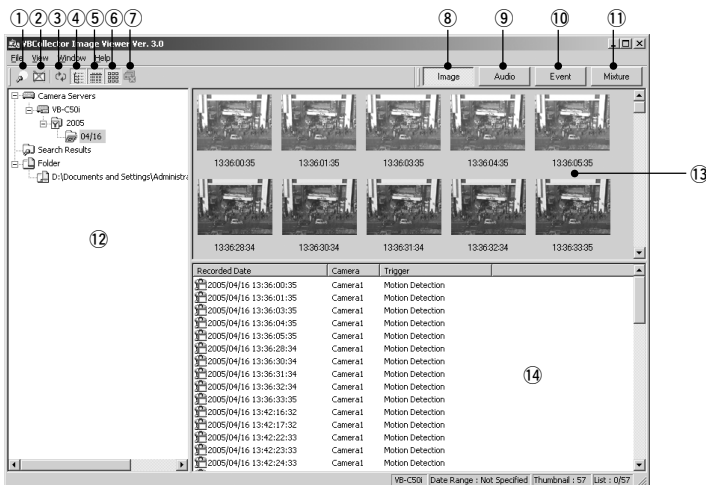 ① ② ③ ④ ⑤ ⑥ ⑦ ⑧ ⑨ ⑩ ⑪
VBCollector Image Viewer Ver. 3.0
File View Window Help
Image Audio Event Mixture
Camera Servers
VB-C50i
2005
04/16
Search Results
Folder
D:\Documents and Settings\Administra
⑫
13:36:00:35 13:36:01:35 13:36:03:35 13:36:04:35 13:36:05:35
⑬
13:36:28:34 13:36:30:34 13:36:31:34 13:36:32:34 13:36:33:35
Recorded Date Camera Trigger
2005/04/16 13:36:00:35 Camera1 Motion Detection
2005/04/16 13:36:01:35 Camera1 Motion Detection
2005/04/16 13:36:03:35 Camera1 Motion Detection
2005/04/16 13:36:04:35 Camera1 Motion Detection
2005/04/16 13:36:05:35 Camera1 Motion Detection
2005/04/16 13:36:28:34 Camera1 Motion Detection
2005/04/16 13:36:30:34 Camera1 Motion Detection
2005/04/16 13:36:31:34 Camera1 Motion Detection
2005/04/16 13:36:32:34 Camera1 Motion Detection
2005/04/16 13:36:33:35 Camera1 Motion Detection
2005/04/16 13:42:16:32 Camera1 Motion Detection
2005/04/16 13:42:17:32 Camera1 Motion Detection
2005/04/16 13:42:22:33 Camera1 Motion Detection
2005/04/16 13:42:23:33 Camera1 Motion Detection
2005/04/16 13:42:24:33 Camera1 Motion Detection
⑭
VB-C50i Date Range : Not Specified Thumbnail : 57 List : 0/57